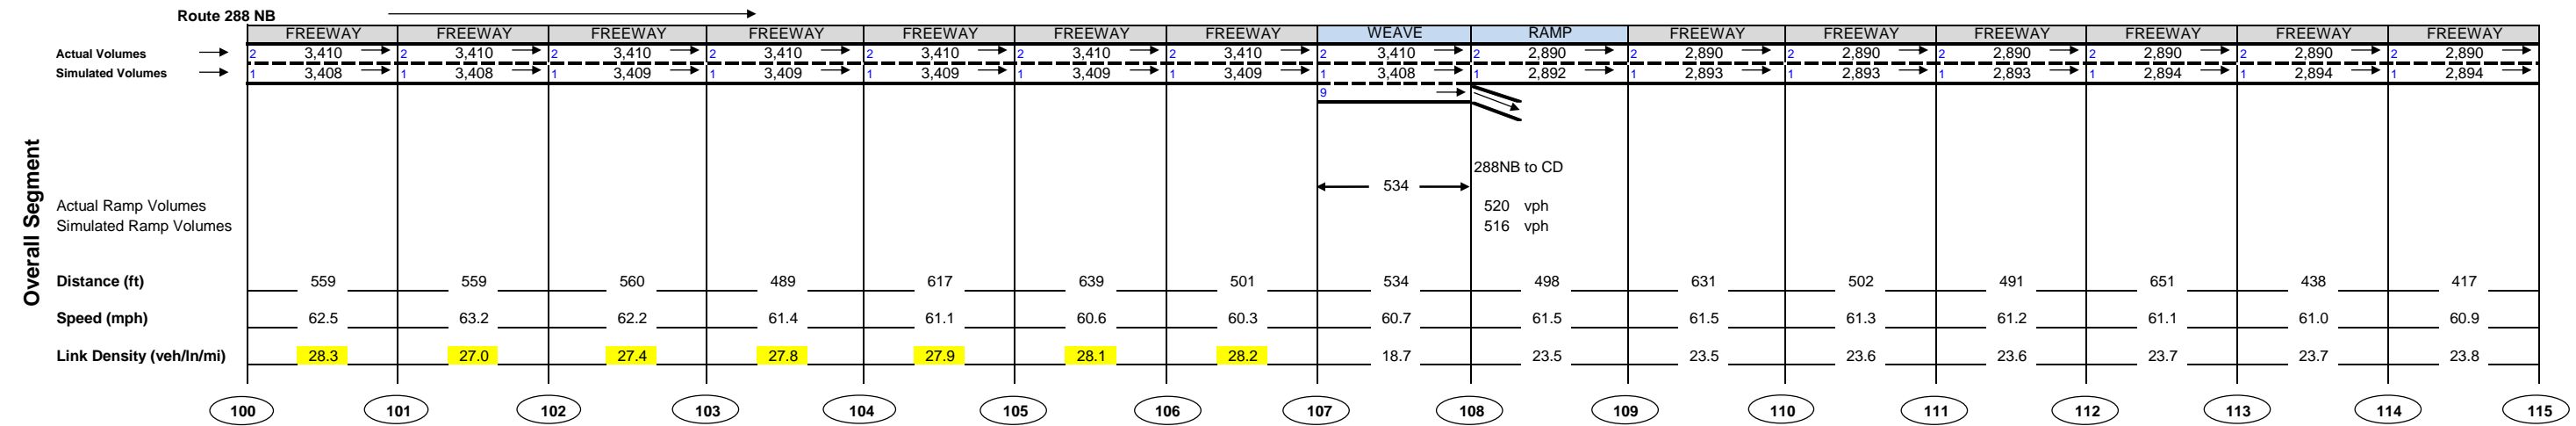 Route 288 NB
FREEWAY FREEWAY FREEWAY FREEWAY FREEWAY FREEWAY FREEWAY WEAVE RAMP FREEWAY FREEWAY FREEWAY FREEWAY FREEWAY FREEWAY
Actual Volumes 2 3,410 2 3,410 2 3,410 2 3,410 2 3,410 2 3,410 2 3,410 2 3,410 2 2,890 2 2,890 2 2,890 2 2,890 2 2,890 2 2,890 2 2,890
Simulated Volumes 1 3,408 1 3,408 1 3,409 1 3,409 1 3,409 1 3,409 1 3,409 1 3,408 1 2,892 1 2,893 1 2,893 1 2,893 1 2,894 1 2,894 1 2,894
9
Overall Segment
288NB to CD
534
Actual Ramp Volumes 520 vph
Simulated Ramp Volumes 516 vph
Distance (ft) 559 559 560 489 617 639 501 534 498 631 502 491 651 438 417
Speed (mph) 62.5 63.2 62.2 61.4 61.1 60.6 60.3 60.7 61.5 61.5 61.3 61.2 61.1 61.0 60.9
Link Density (veh/ln/mi) 28.3 27.0 27.4 27.8 27.9 28.1 28.2 18.7 23.5 23.5 23.6 23.6 23.7 23.7 23.8
100 101 102 103 104 105 106 107 108 109 110 111 112 113 114 115